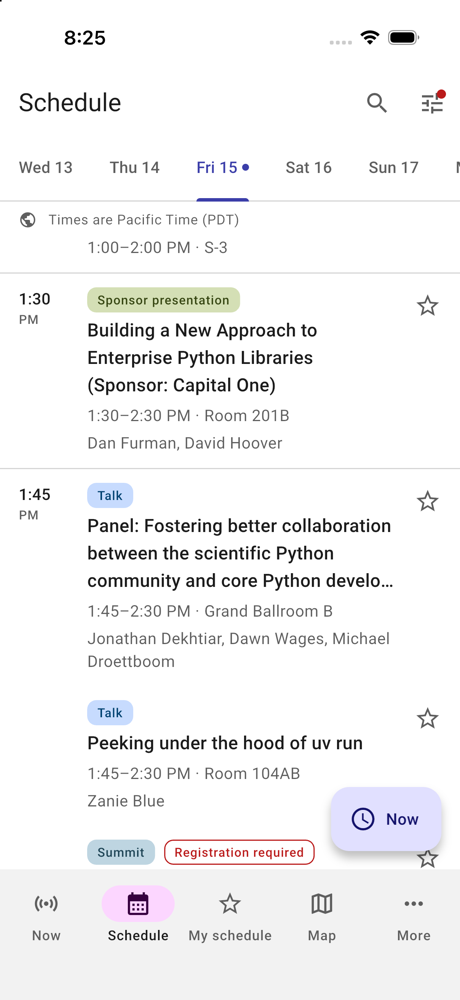 8:25
Schedule
Wed 13
Thu 14
Fri 15
Sat 16
Sun 17
Times are Pacific Time (PDT)
1:00–2:00 PM · S-3
1:30
PM
Sponsor presentation
Building a New Approach to
Enterprise Python Libraries
(Sponsor: Capital One)
1:30–2:30 PM · Room 201B
Dan Furman, David Hoover
1:45
PM
Talk
Panel: Fostering better collaboration
between the scientific Python
community and core Python develo…
1:45–2:30 PM · Grand Ballroom B
Jonathan Dekhtiar, Dawn Wages, Michael
Droettboom
Talk
Peeking under the hood of uv run
1:45–2:30 PM · Room 104AB
Zanie Blue
Now
Summit
Registration required
Now
Schedule
My schedule
Map
More